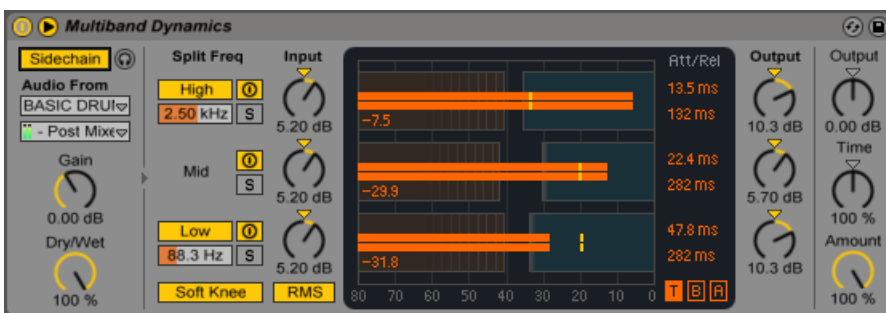 Multiband Dynamics
Sidechain
Audio From
BASIC DRUM
- Post Mixe
Gain
0.00 dB
Dry/Wet
100 %
Split Freq
High
2.50 kHz
S
Mid
S
Low
88.3 Hz
S
Soft Knee
Input
5.20 dB
5.20 dB
5.20 dB
RMS
-7.5
-29.9
-31.8
80 70 60 50 40 30 20 10 0
Att/Rel
13.5 ms
132 ms
22.4 ms
282 ms
47.8 ms
282 ms
T B A
Output
10.3 dB
5.70 dB
10.3 dB
Output
0.00 dB
Time
100 %
Amount
100 %